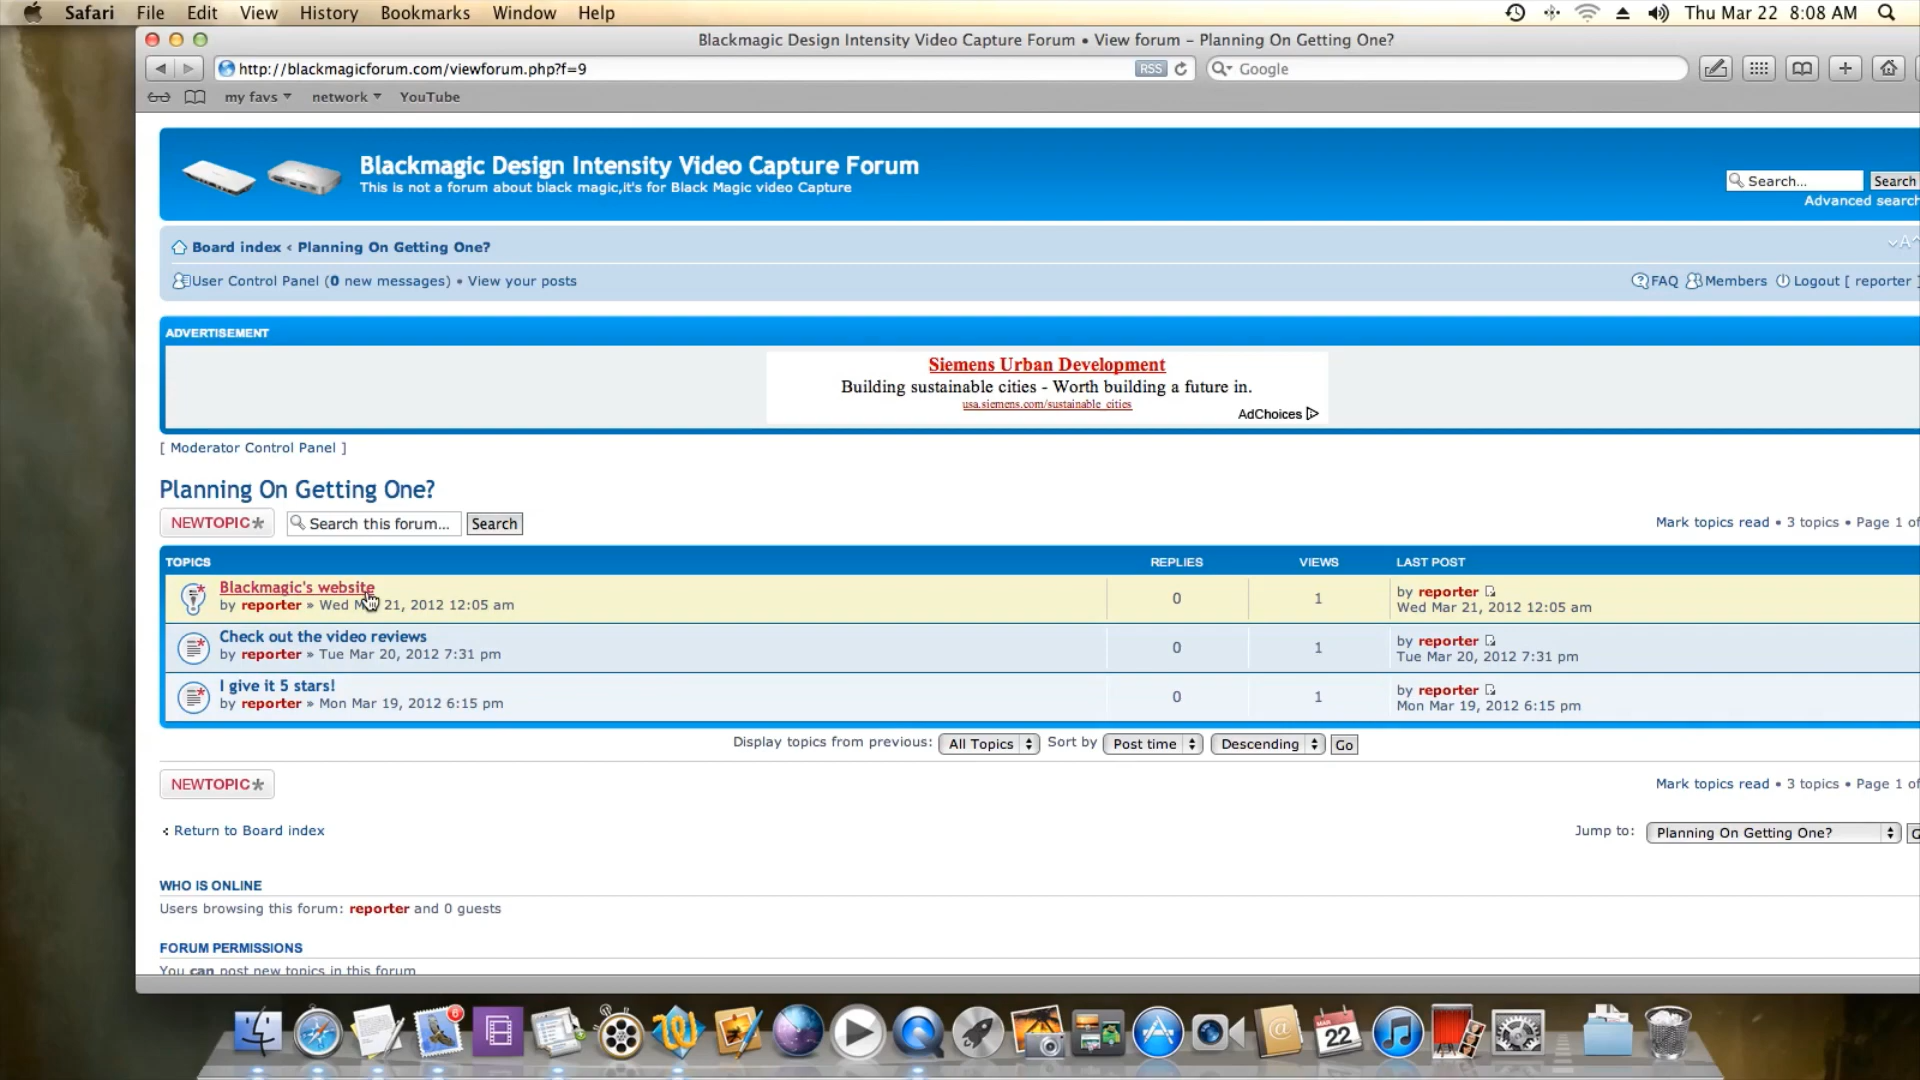 Safari File Edit View History Bookmarks Window Help Thu Mar 22 8:08 AM
Blackmagic Design Intensity Video Capture Forum • View forum – Planning On Getting One?
http://blackmagicforum.com/viewforum.php?f=9 RSS Google
my favs network YouTube
Blackmagic Design Intensity Video Capture Forum
This is not a forum about black magic,it's for Black Magic video Capture
Search... Search
Advanced search
Board index ‹ Planning On Getting One?
User Control Panel (0 new messages) • View your posts FAQ Members Logout [ reporter ]
ADVERTISEMENT
Siemens Urban Development
Building sustainable cities - Worth building a future in.
usa.siemens.com/sustainable_cities
AdChoices
[ Moderator Control Panel ]
Planning On Getting One?
NEWTOPIC* Search this forum... Search Mark topics read • 3 topics • Page 1 of
TOPICS REPLIES VIEWS LAST POST
Blackmagic's website
by reporter » Wed M 21, 2012 12:05 am 0 1 by reporter
Wed Mar 21, 2012 12:05 am
Check out the video reviews
by reporter » Tue Mar 20, 2012 7:31 pm 0 1 by reporter
Tue Mar 20, 2012 7:31 pm
I give it 5 stars!
by reporter » Mon Mar 19, 2012 6:15 pm 0 1 by reporter
Mon Mar 19, 2012 6:15 pm
Display topics from previous: All Topics Sort by Post time Descending Go
NEWTOPIC* Mark topics read • 3 topics • Page 1 of
Return to Board index Jump to: Planning On Getting One?
WHO IS ONLINE
Users browsing this forum: reporter and 0 guests
FORUM PERMISSIONS
You can post new topics in this forum
6
MAR
22